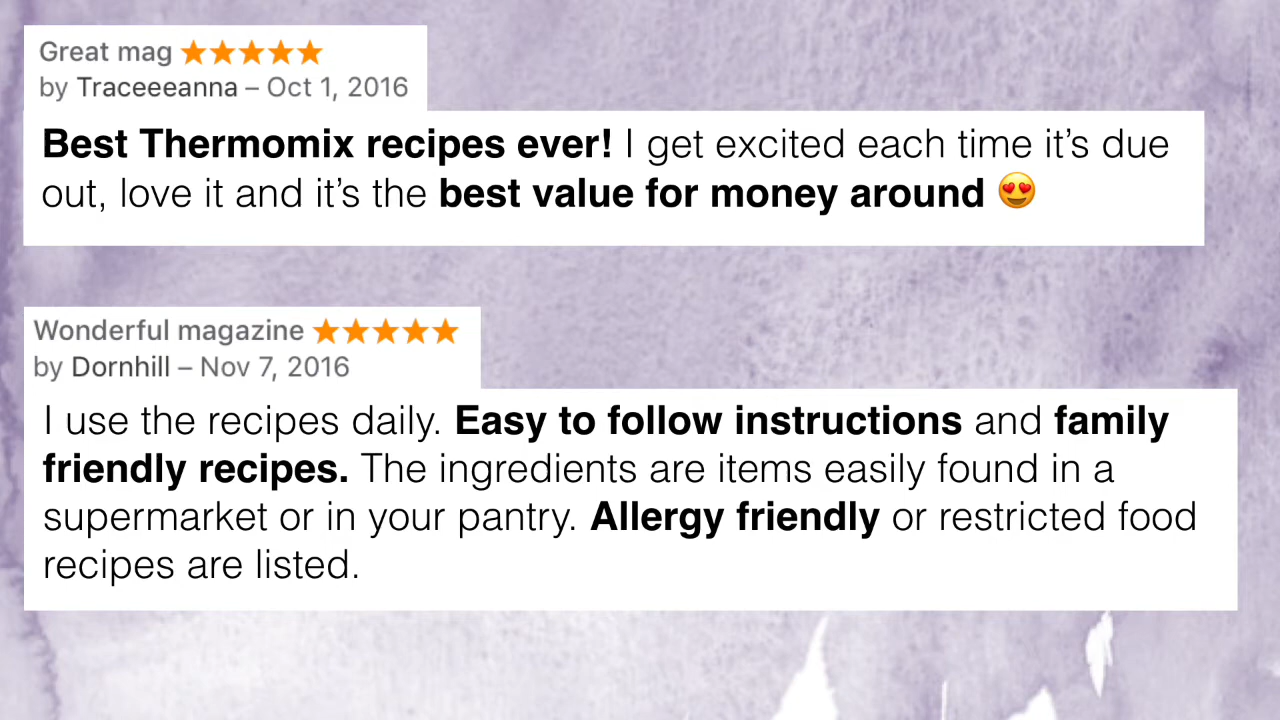 Great mag ★★★★★
by Traceeeanna – Oct 1, 2016
Best Thermomix recipes ever! I get excited each time it’s due
out, love it and it’s the best value for money around 😍
Wonderful magazine ★★★★★
by Dornhill – Nov 7, 2016
I use the recipes daily. Easy to follow instructions and family
friendly recipes. The ingredients are items easily found in a
supermarket or in your pantry. Allergy friendly or restricted food
recipes are listed.